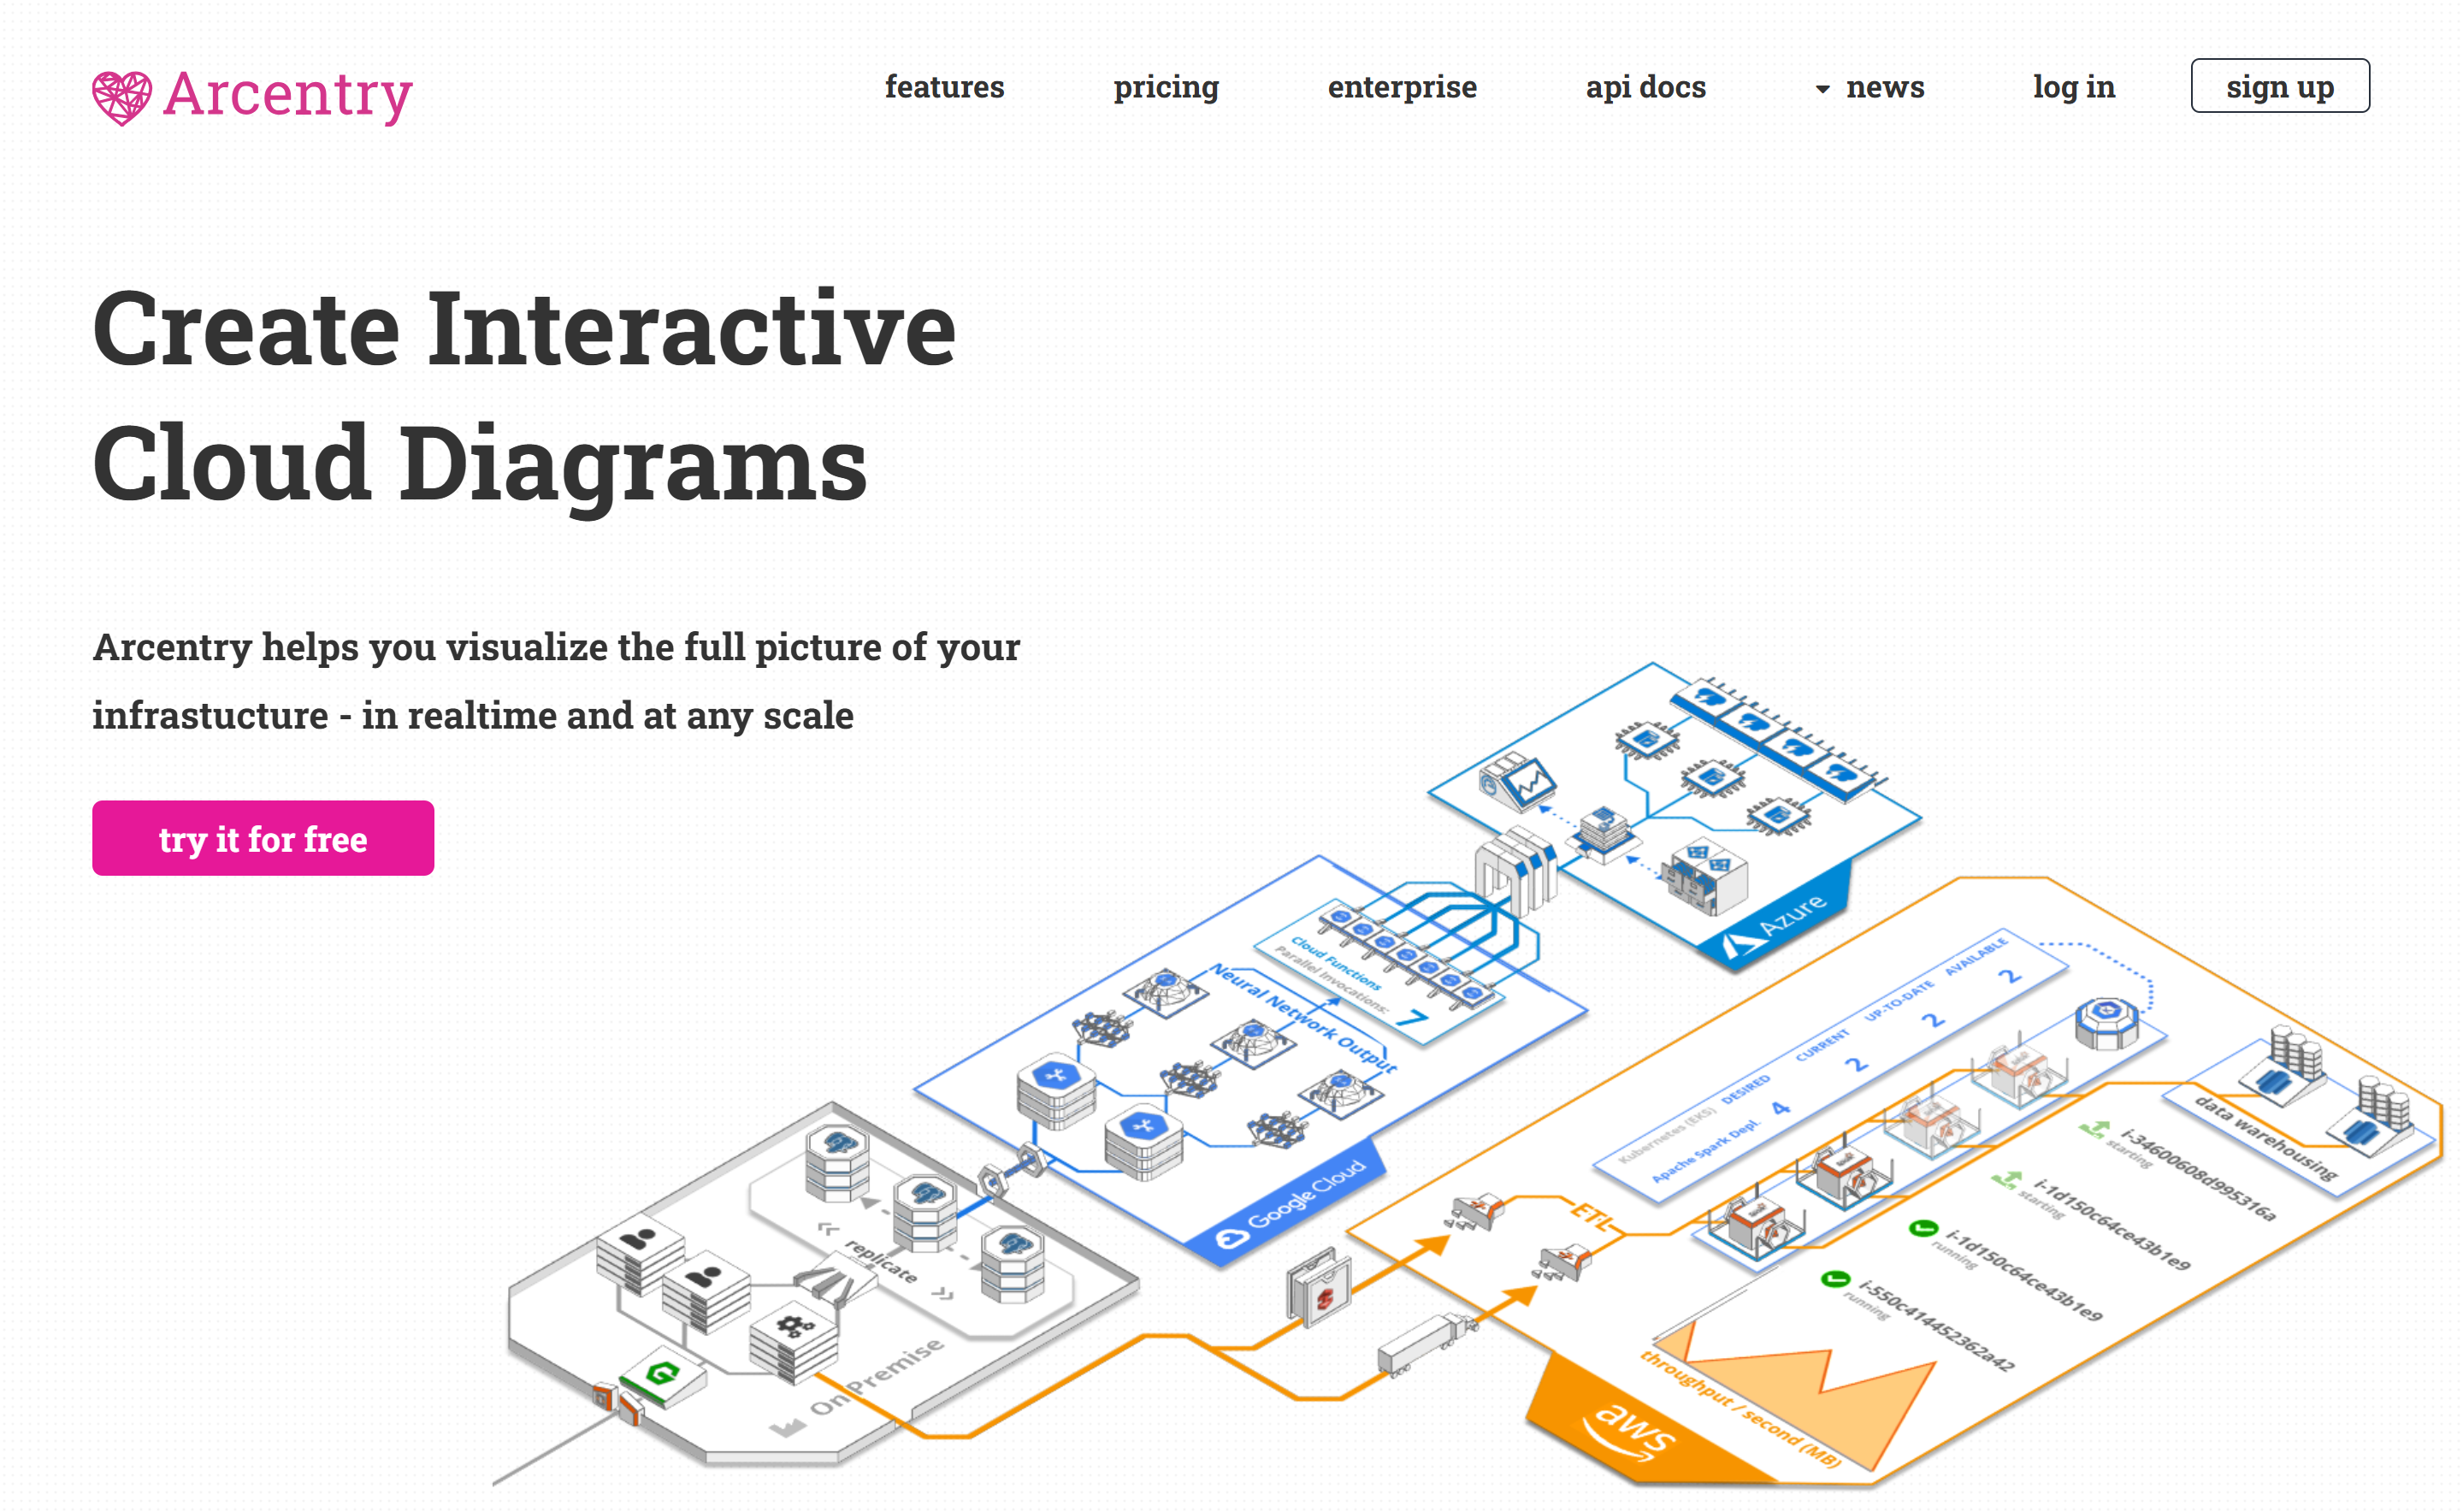 Arcentry
features
pricing
enterprise
api docs
news
log in
sign up
Create Interactive
Cloud Diagrams
Arcentry helps you visualize the full picture of your
infrastucture - in realtime and at any scale
try it for free
Azure
Cloud Functions
Parallel Invocations:
7
Neural Network Output
Google Cloud
replicate
On Premise
ETL
DESIRED
CURRENT
UP-TO-DATE
AVAILABLE
Kubernetes (EKS)
Apache Spark Depl.
4
2
2
2
data warehousing
i-34600608d995316a
starting
i-1d150c64ce43b1e9
starting
i-1d150c64ce43b1e9
running
i-550c414452362a42
running
throughput / second (MB)
aws